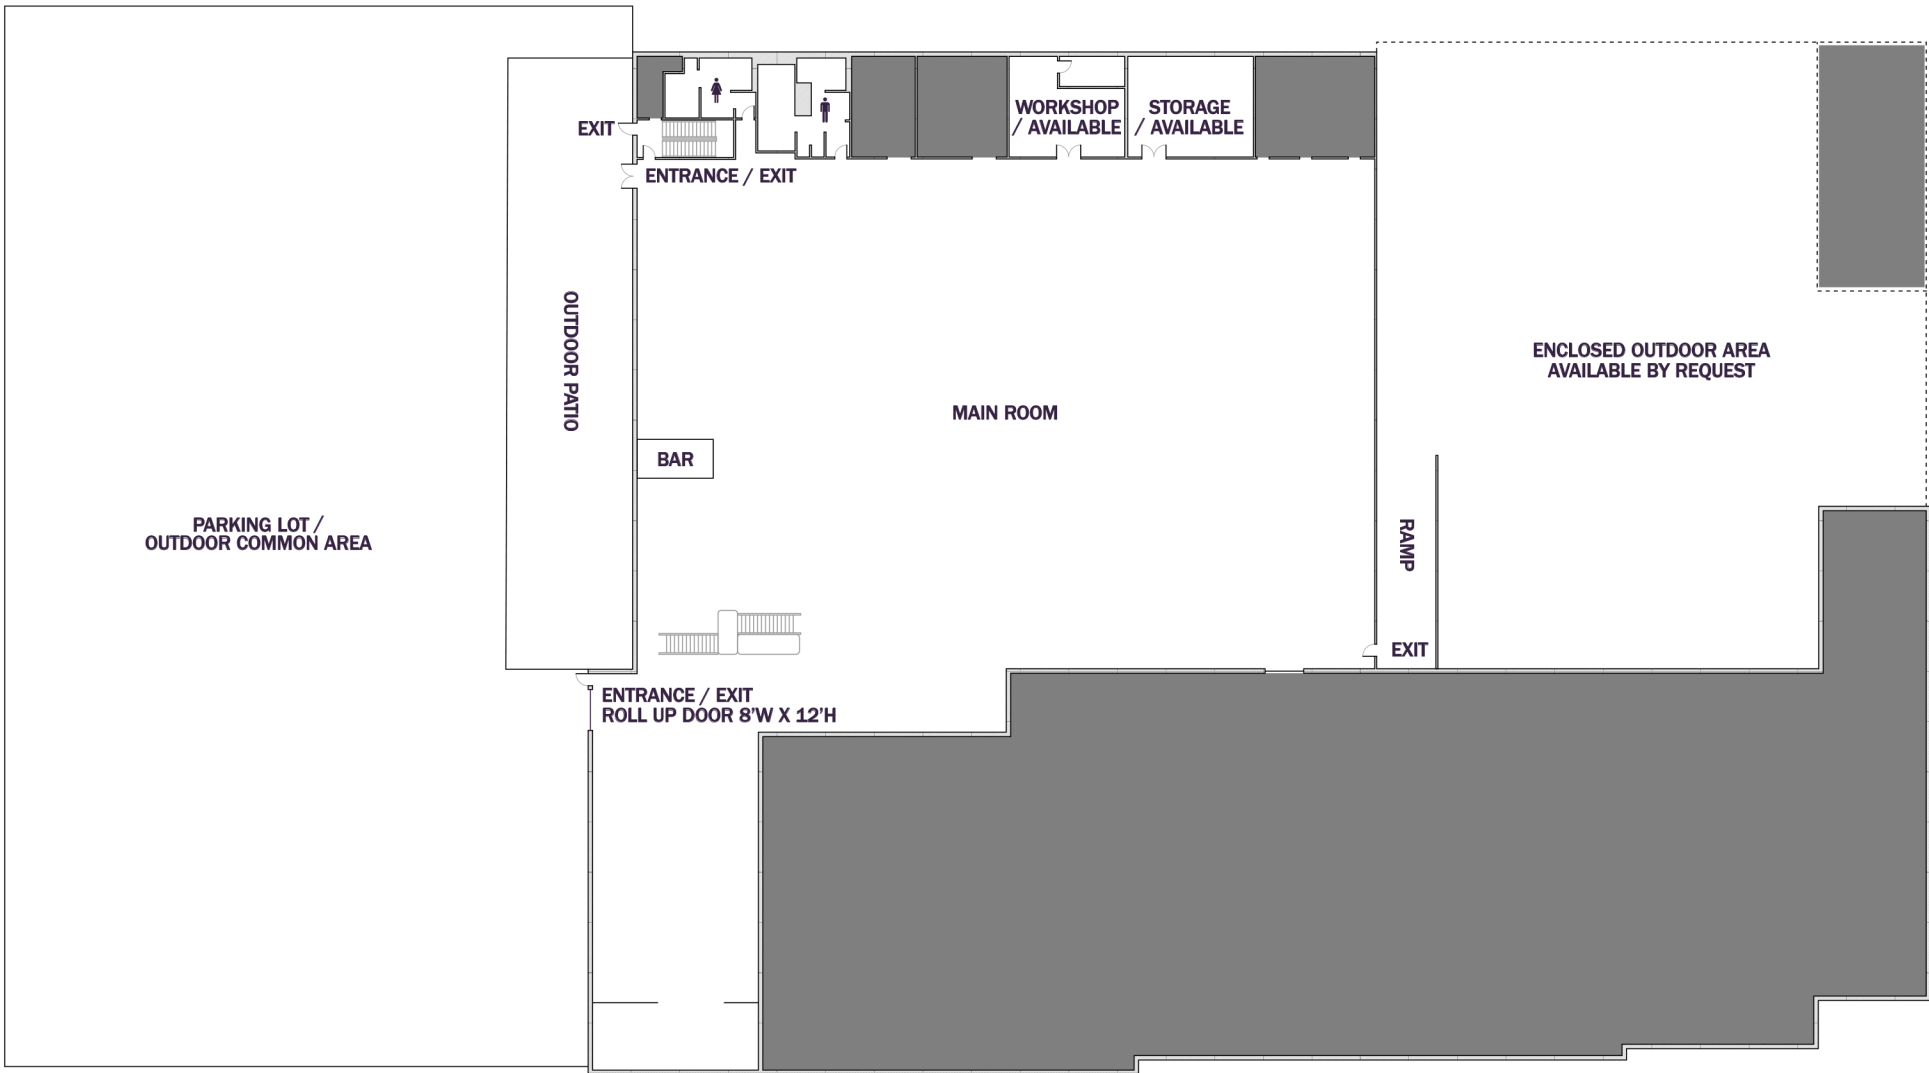 WORKSHOP
/ AVAILABLE
STORAGE
/ AVAILABLE
EXIT
ENTRANCE / EXIT
OUTDOOR PATIO
ENCLOSED OUTDOOR AREA
AVAILABLE BY REQUEST
MAIN ROOM
BAR
PARKING LOT /
OUTDOOR COMMON AREA
RAMP
EXIT
ENTRANCE / EXIT
ROLL UP DOOR 8'W X 12'H